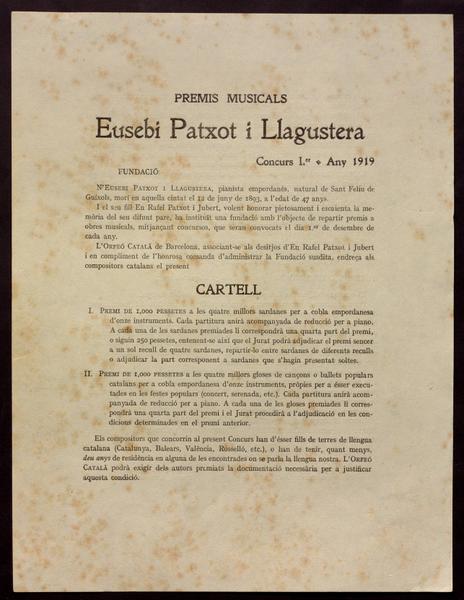 PREMIS MUSICALS
Eusebi Patxot i Llagustera
Concurs I.er ❖ Any 1919
FUNDACIÓ
N'Eusebi Patxot i Llagustera, pianista empordanés, natural de Sant Feliu de
Guíxols, morí en aquella ciutat el 12 de juny de 1893, a l'edat de 47 anys.
I el seu fill En Rafel Patxot i Jubert, volent honorar pietosament i escaienta la me-
mòria del seu difunt pare, ha instituït una fundació amb l'objecte de repartir premis a
obres musicals, mitjançant concursos, que seran convocats el dia 1.er de desembre de
cada any.
L'Orfeó Català de Barcelona, associant-se als desitjos d'En Rafel Patxot i Jubert
i en compliment de l'honrosa comanda d'administrar la Fundació susdita, endreça als
compositors catalans el present
CARTELL
I. Premi de 1,000 pessetes a les quatre millors sardanes per a cobla empordanesa
d'onze instruments. Cada partitura anirà acompanyada de reducció per a piano.
A cada una de les sardanes premiades li correspondrà una quarta part del premi,
o siguin 250 pessetes, entenent-se així que el Jurat podrà adjudicar el premi sencer
a un sol recull de quatre sardanes, repartir-lo entre sardanes de diferents reculls
o adjudicar la part corresponent a sardanes que s'hagin presentat soltes.
II. Premi de 1,000 pessetes a les quatre millors gloses de cançons o ballets populars
catalans per a cobla empordanesa d'onze instruments, pròpies per a ésser execu-
tades en les festes populars (concert, serenada, etc.). Cada partitura anirà acom-
panyada de reducció per a piano. A cada una de les gloses premiades li corres-
pondrà una quarta part del premi i el Jurat procedirà a l'adjudicació en les con-
dicions determinades en el premi anterior.
Els compositors que concorrin al present Concurs han d'ésser fills de terres de llengua
catalana (Catalunya, Balears, València, Rosselló, etc.), o han de tenir, quant menys,
deu anys de residència en alguna de les encontrades on se parla la llengua nostra. L'Orfeó
Català podrà exigir dels autors premiats la documentació necessària per a justificar
aquesta condició.